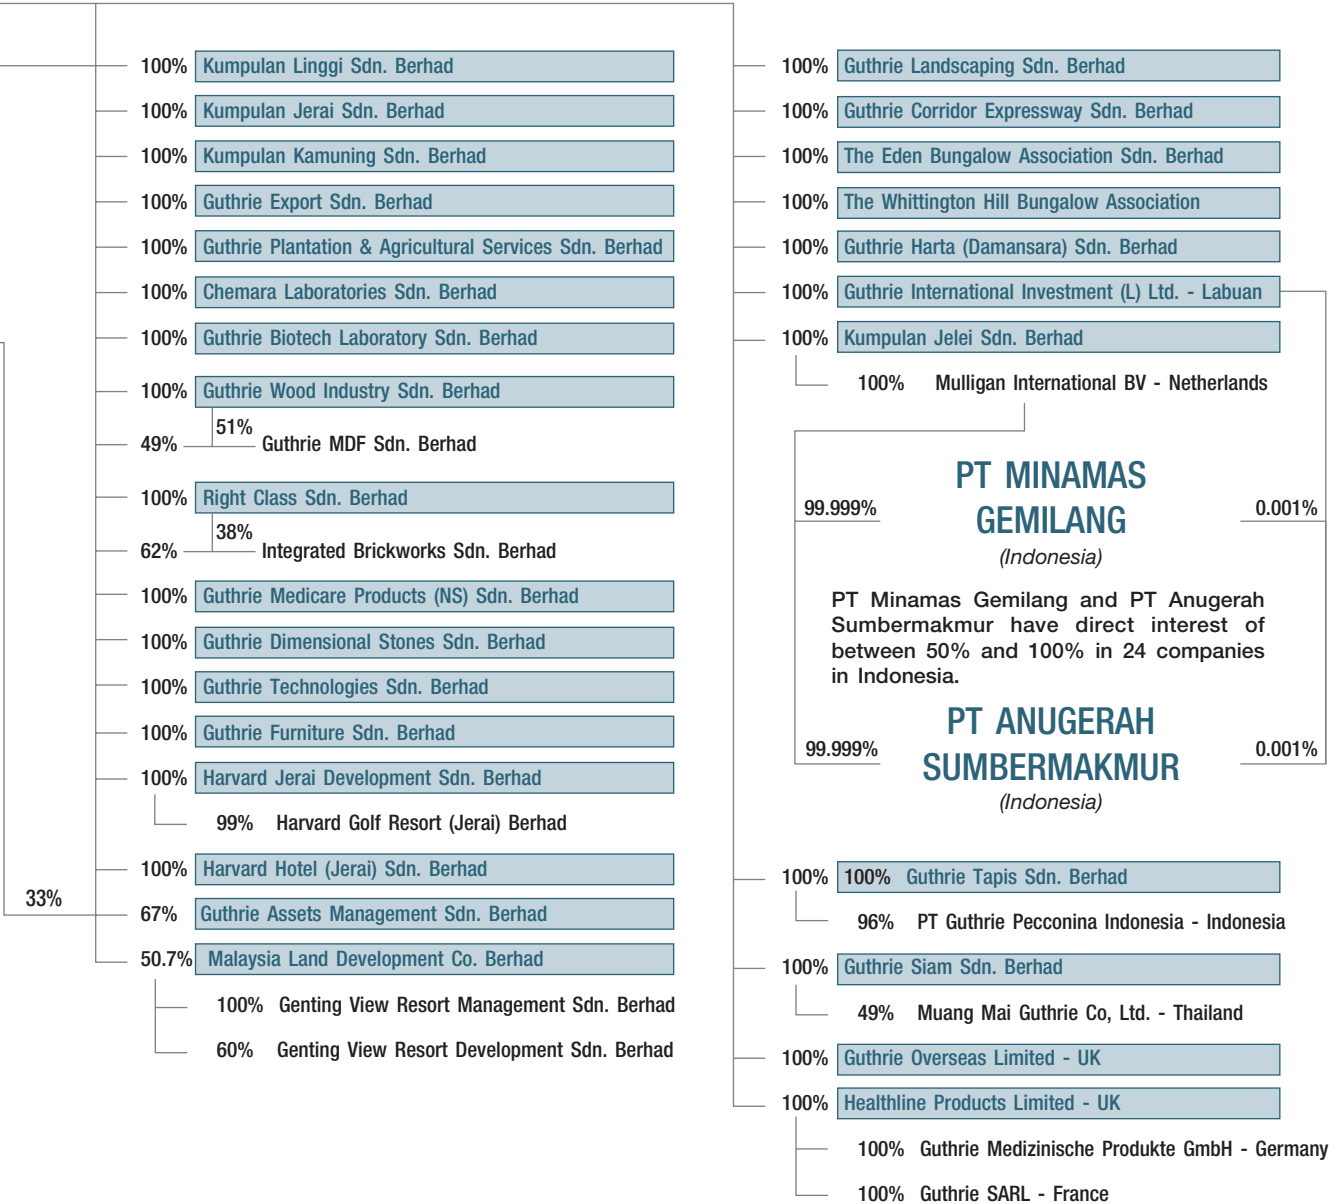 100% Kumpulan Linggi Sdn. Berhad
100% Kumpulan Jerai Sdn. Berhad
100% Kumpulan Kamuning Sdn. Berhad
100% Guthrie Export Sdn. Berhad
100% Guthrie Plantation & Agricultural Services Sdn. Berhad
100% Chemara Laboratories Sdn. Berhad
100% Guthrie Biotech Laboratory Sdn. Berhad
100% Guthrie Wood Industry Sdn. Berhad
51%
49% Guthrie MDF Sdn. Berhad
100% Right Class Sdn. Berhad
38%
62% Integrated Brickworks Sdn. Berhad
100% Guthrie Medicare Products (NS) Sdn. Berhad
100% Guthrie Dimensional Stones Sdn. Berhad
100% Guthrie Technologies Sdn. Berhad
100% Guthrie Furniture Sdn. Berhad
100% Harvard Jerai Development Sdn. Berhad
99% Harvard Golf Resort (Jerai) Berhad
100% Harvard Hotel (Jerai) Sdn. Berhad
33%
67% Guthrie Assets Management Sdn. Berhad
50.7% Malaysia Land Development Co. Berhad
100% Genting View Resort Management Sdn. Berhad
60% Genting View Resort Development Sdn. Berhad
100% Guthrie Landscaping Sdn. Berhad
100% Guthrie Corridor Expressway Sdn. Berhad
100% The Eden Bungalow Association Sdn. Berhad
100% The Whittington Hill Bungalow Association
100% Guthrie Harta (Damansara) Sdn. Berhad
100% Guthrie International Investment (L) Ltd. - Labuan
100% Kumpulan Jelei Sdn. Berhad
100% Mulligan International BV - Netherlands
PT MINAMAS
99.999% GEMILANG 0.001%
(Indonesia)
PT Minamas Gemilang and PT Anugerah
Sumbermakmur have direct interest of
between 50% and 100% in 24 companies
in Indonesia.
PT ANUGERAH
99.999% SUMBERMAKMUR 0.001%
(Indonesia)
100% 100% Guthrie Tapis Sdn. Berhad
96% PT Guthrie Pecconina Indonesia - Indonesia
100% Guthrie Siam Sdn. Berhad
49% Muang Mai Guthrie Co, Ltd. - Thailand
100% Guthrie Overseas Limited - UK
100% Healthline Products Limited - UK
100% Guthrie Medizinische Produkte GmbH - Germany
100% Guthrie SARL - France